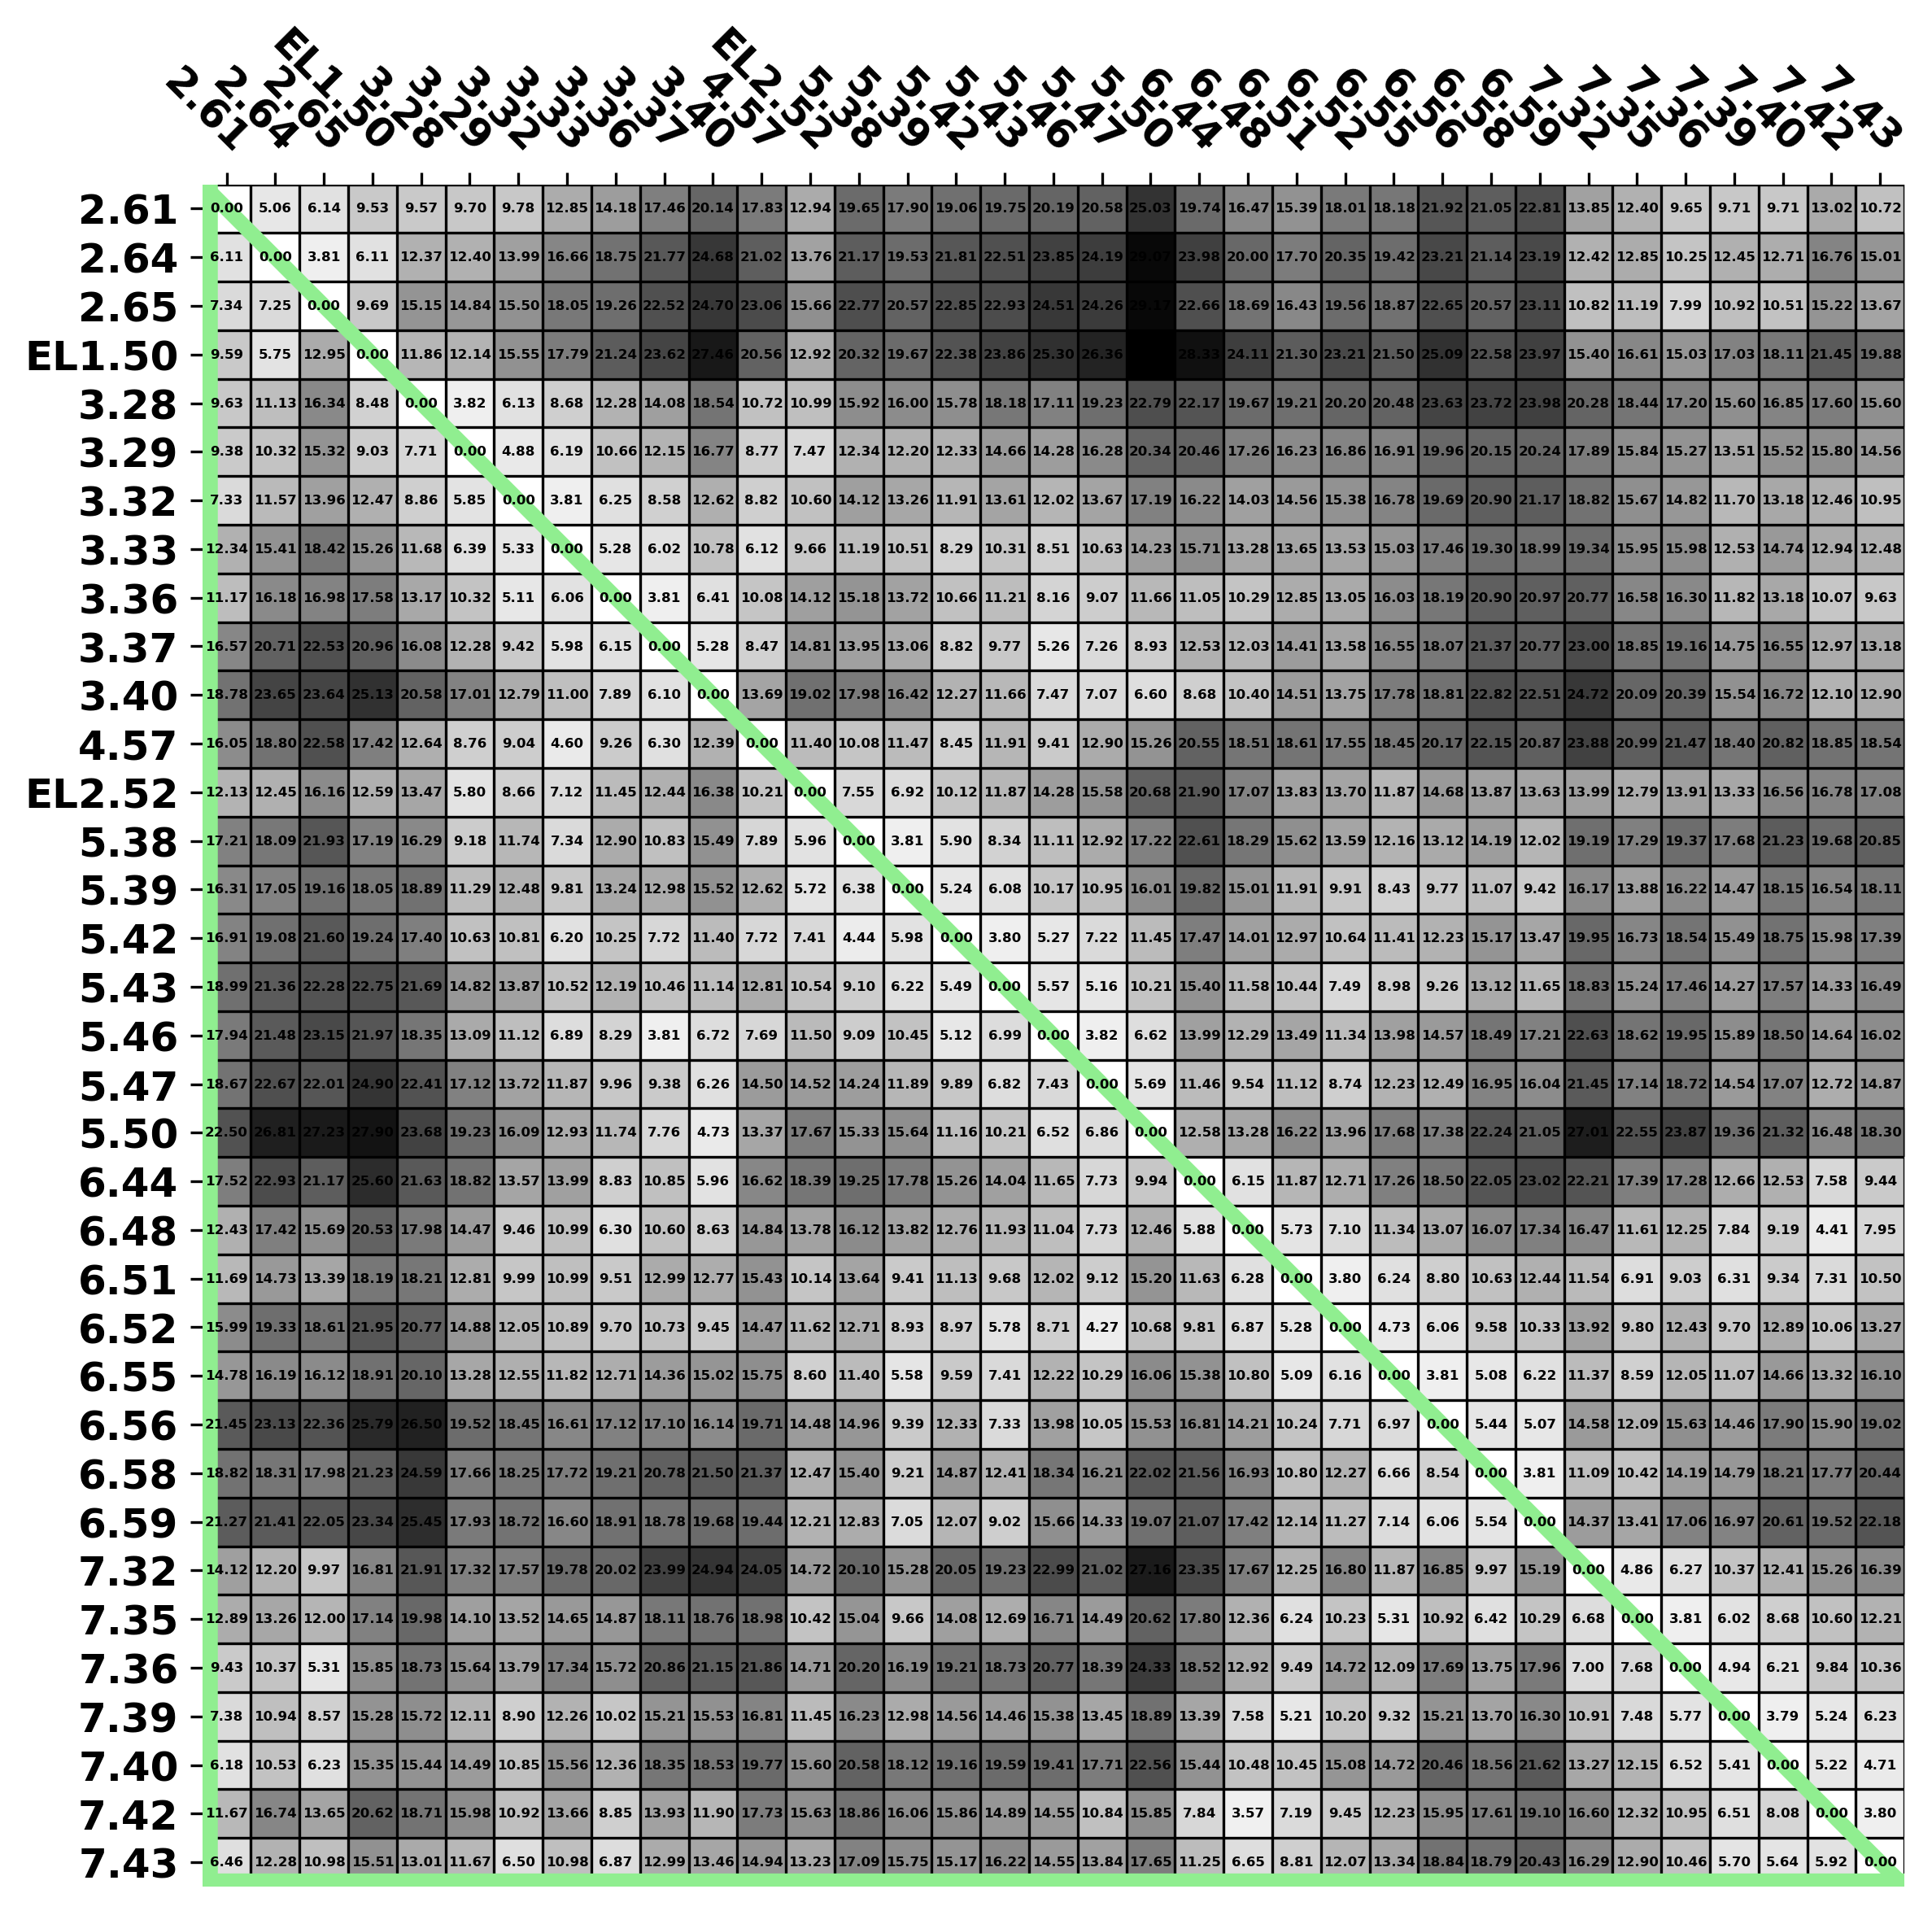 2.61 2.64 2.65 EL1.50 3.28 3.29 3.32 3.33 3.36 3.37 3.40 4.57 EL2.52 5.38 5.39 5.42 5.43 5.46 5.47 5.50 6.44 6.48 6.51 6.52 6.55 6.56 6.58 6.59 7.32 7.35 7.36 7.39 7.40 7.42 7.43
2.61 0.00 5.06 6.14 9.53 9.57 9.70 9.78 12.85 14.18 17.46 20.14 17.83 12.94 19.65 17.90 19.06 19.75 20.19 20.58 25.03 19.74 16.47 15.39 18.01 18.18 21.92 21.05 22.81 13.85 12.40 9.65 9.71 9.71 13.02 10.72
2.64 6.11 0.00 3.81 6.11 12.37 12.40 13.99 16.66 18.75 21.77 24.68 21.02 13.76 21.17 19.53 21.81 22.51 23.85 24.19 29.07 23.98 20.00 17.70 20.35 19.42 23.21 21.14 23.19 12.42 12.85 10.25 12.45 12.71 16.76 15.01
2.65 7.34 7.25 0.00 9.69 15.15 14.84 15.50 18.05 19.26 22.52 24.70 23.06 15.66 22.77 20.57 22.85 22.93 24.51 24.26 29.17 22.66 18.69 16.43 19.56 18.87 22.65 20.57 23.11 10.82 11.19 7.99 10.92 10.51 15.22 13.67
EL1.50 9.59 5.75 12.95 0.00 11.86 12.14 15.55 17.79 21.24 23.62 27.46 20.56 12.92 20.32 19.67 22.38 23.86 25.30 26.36 28.33 24.11 21.30 23.21 21.50 25.09 22.58 23.97 15.40 16.61 15.03 17.03 18.11 21.45 19.88
3.28 9.63 11.13 16.34 8.48 0.00 3.82 6.13 8.68 12.28 14.08 18.54 10.72 10.99 15.92 16.00 15.78 18.18 17.11 19.23 22.79 22.17 19.67 19.21 20.20 20.48 23.63 23.72 23.98 20.28 18.44 17.20 15.60 16.85 17.60 15.60
3.29 9.38 10.32 15.32 9.03 7.71 0.00 4.88 6.19 10.66 12.15 16.77 8.77 7.47 12.34 12.20 12.33 14.66 14.28 16.28 20.34 20.46 17.26 16.23 16.86 16.91 19.96 20.15 20.24 17.89 15.84 15.27 13.51 15.52 15.80 14.56
3.32 7.33 11.57 13.96 12.47 8.86 5.85 0.00 3.81 6.25 8.58 12.62 8.82 10.60 14.12 13.26 11.91 13.61 12.02 13.67 17.19 16.22 14.03 14.56 15.38 16.78 19.69 20.90 21.17 18.82 15.67 14.82 11.70 13.18 12.46 10.95
3.33 12.34 15.41 18.42 15.26 11.68 6.39 5.33 0.00 5.28 6.02 10.78 6.12 9.66 11.19 10.51 8.29 10.31 8.51 10.63 14.23 15.71 13.28 13.65 13.53 15.03 17.46 19.30 18.99 19.34 15.95 15.98 12.53 14.74 12.94 12.48
3.36 11.17 16.18 16.98 17.58 13.17 10.32 5.11 6.06 0.00 3.81 6.41 10.08 14.12 15.18 13.72 10.66 11.21 8.16 9.07 11.66 11.05 10.29 12.85 13.05 16.03 18.19 20.90 20.97 20.77 16.58 16.30 11.82 13.18 10.07 9.63
3.37 16.57 20.71 22.53 20.96 16.08 12.28 9.42 5.98 6.15 0.00 5.28 8.47 14.81 13.95 13.06 8.82 9.77 5.26 7.26 8.93 12.53 12.03 14.41 13.58 16.55 18.07 21.37 20.77 23.00 18.85 19.16 14.75 16.55 12.97 13.18
3.40 18.78 23.65 23.64 25.13 20.58 17.01 12.79 11.00 7.89 6.10 0.00 13.69 19.02 17.98 16.42 12.27 11.66 7.47 7.07 6.60 8.68 10.40 14.51 13.75 17.78 18.81 22.82 22.51 24.72 20.09 20.39 15.54 16.72 12.10 12.90
4.57 16.05 18.80 22.58 17.42 12.64 8.76 9.04 4.60 9.26 6.30 12.39 0.00 11.40 10.08 11.47 8.45 11.91 9.41 12.90 15.26 20.55 18.51 18.61 17.55 18.45 20.17 22.15 20.87 23.88 20.99 21.47 18.40 20.82 18.85 18.54
EL2.52 12.13 12.45 16.16 12.59 13.47 5.80 8.66 7.12 11.45 12.44 16.38 10.21 0.00 7.55 6.92 10.12 11.87 14.28 15.58 20.68 21.90 17.07 13.83 13.70 11.87 14.68 13.87 13.63 13.99 12.79 13.91 13.33 16.56 16.78 17.08
5.38 17.21 18.09 21.93 17.19 16.29 9.18 11.74 7.34 12.90 10.83 15.49 7.89 5.96 0.00 3.81 5.90 8.34 11.11 12.92 17.22 22.61 18.29 15.62 13.59 12.16 13.12 14.19 12.02 19.19 17.29 19.37 17.68 21.23 19.68 20.85
5.39 16.31 17.05 19.16 18.05 18.89 11.29 12.48 9.81 13.24 12.98 15.52 12.62 5.72 6.38 0.00 5.24 6.08 10.17 10.95 16.01 19.82 15.01 11.91 9.91 8.43 9.77 11.07 9.42 16.17 13.88 16.22 14.47 18.15 16.54 18.11
5.42 16.91 19.08 21.60 19.24 17.40 10.63 10.81 6.20 10.25 7.72 11.40 7.72 7.41 4.44 5.98 0.00 3.80 5.27 7.22 11.45 17.47 14.01 12.97 10.64 11.41 12.23 15.17 13.47 19.95 16.73 18.54 15.49 18.75 15.98 17.39
5.43 18.99 21.36 22.28 22.75 21.69 14.82 13.87 10.52 12.19 10.46 11.14 12.81 10.54 9.10 6.22 5.49 0.00 5.57 5.16 10.21 15.40 11.58 10.44 7.49 8.98 9.26 13.12 11.65 18.83 15.24 17.46 14.27 17.57 14.33 16.49
5.46 17.94 21.48 23.15 21.97 18.35 13.09 11.12 6.89 8.29 3.81 6.72 7.69 11.50 9.09 10.45 5.12 6.99 0.00 3.82 6.62 13.99 12.29 13.49 11.34 13.98 14.57 18.49 17.21 22.63 18.62 19.95 15.89 18.50 14.64 16.02
5.47 18.67 22.67 22.01 24.90 22.41 17.12 13.72 11.87 9.96 9.38 6.26 14.50 14.52 14.24 11.89 9.89 6.82 7.43 0.00 5.69 11.46 9.54 11.12 8.74 12.23 12.49 16.95 16.04 21.45 17.14 18.72 14.54 17.07 12.72 14.87
5.50 22.50 26.81 27.23 27.90 23.68 19.23 16.09 12.93 11.74 7.76 4.73 13.37 17.67 15.33 15.64 11.16 10.21 6.52 6.86 0.00 12.58 13.28 16.22 13.96 17.68 17.38 22.24 21.05 27.01 22.55 23.87 19.36 21.32 16.48 18.30
6.44 17.52 22.93 21.17 25.60 21.63 18.82 13.57 13.99 8.83 10.85 5.96 16.62 18.39 19.25 17.78 15.26 14.04 11.65 7.73 9.94 0.00 6.15 11.87 12.71 17.26 18.50 22.05 23.02 22.21 17.39 17.28 12.66 12.53 7.58 9.44
6.48 12.43 17.42 15.69 20.53 17.98 14.47 9.46 10.99 6.30 10.60 8.63 14.84 13.78 16.12 13.82 12.76 11.93 11.04 7.73 12.46 5.88 0.00 5.73 7.10 11.34 13.07 16.07 17.34 16.47 11.61 12.25 7.84 9.19 4.41 7.95
6.51 11.69 14.73 13.39 18.19 18.21 12.81 9.99 10.99 9.51 12.99 12.77 15.43 10.14 13.64 9.41 11.13 9.68 12.02 9.12 15.20 11.63 6.28 0.00 3.80 6.24 8.80 10.63 12.44 11.54 6.91 9.03 6.31 9.34 7.31 10.50
6.52 15.99 19.33 18.61 21.95 20.77 14.88 12.05 10.89 9.70 10.73 9.45 14.47 11.62 12.71 8.93 8.97 5.78 8.71 4.27 10.68 9.81 6.87 5.28 0.00 4.73 6.06 9.58 10.33 13.92 9.80 12.43 9.70 12.89 10.06 13.27
6.55 14.78 16.19 16.12 18.91 20.10 13.28 12.55 11.82 12.71 14.36 15.02 15.75 8.60 11.40 5.58 9.59 7.41 12.22 10.29 16.06 15.38 10.80 5.09 6.16 0.00 3.81 5.08 6.22 11.37 8.59 12.05 11.07 14.66 13.32 16.10
6.56 21.45 23.13 22.36 25.79 26.50 19.52 18.45 16.61 17.12 17.10 16.14 19.71 14.48 14.96 9.39 12.33 7.33 13.98 10.05 15.53 16.81 14.21 10.24 7.71 6.97 0.00 5.44 5.07 14.58 12.09 15.63 14.46 17.90 15.90 19.02
6.58 18.82 18.31 17.98 21.23 24.59 17.66 18.25 17.72 19.21 20.78 21.50 21.37 12.47 15.40 9.21 14.87 12.41 18.34 16.21 22.02 21.56 16.93 10.80 12.27 6.66 8.54 0.00 3.81 11.09 10.42 14.19 14.79 18.21 17.77 20.44
6.59 21.27 21.41 22.05 23.34 25.45 17.93 18.72 16.60 18.91 18.78 19.68 19.44 12.21 12.83 7.05 12.07 9.02 15.66 14.33 19.07 21.07 17.42 12.14 11.27 7.14 6.06 5.54 0.00 14.37 13.41 17.06 16.97 20.61 19.52 22.18
7.32 14.12 12.20 9.97 16.81 21.91 17.32 17.57 19.78 20.02 23.99 24.94 24.05 14.72 20.10 15.28 20.05 19.23 22.99 21.02 27.16 23.35 17.67 12.25 16.80 11.87 16.85 9.97 15.19 0.00 4.86 6.27 10.37 12.41 15.26 16.39
7.35 12.89 13.26 12.00 17.14 19.98 14.10 13.52 14.65 14.87 18.11 18.76 18.98 10.42 15.04 9.66 14.08 12.69 16.71 14.49 20.62 17.80 12.36 6.24 10.23 5.31 10.92 6.42 10.29 6.68 0.00 3.81 6.02 8.68 10.60 12.21
7.36 9.43 10.37 5.31 15.85 18.73 15.64 13.79 17.34 15.72 20.86 21.15 21.86 14.71 20.20 16.19 19.21 18.73 20.77 18.39 24.33 18.52 12.92 9.49 14.72 12.09 17.69 13.75 17.96 7.00 7.68 0.00 4.94 6.21 9.84 10.36
7.39 7.38 10.94 8.57 15.28 15.72 12.11 8.90 12.26 10.02 15.21 15.53 16.81 11.45 16.23 12.98 14.56 14.46 15.38 13.45 18.89 13.39 7.58 5.21 10.20 9.32 15.21 13.70 16.30 10.91 7.48 5.77 0.00 3.79 5.24 6.23
7.40 6.18 10.53 6.23 15.35 15.44 14.49 10.85 15.56 12.36 18.35 18.53 19.77 15.60 20.58 18.12 19.16 19.59 19.41 17.71 22.56 15.44 10.48 10.45 15.08 14.72 20.46 18.56 21.62 13.27 12.15 6.52 5.41 0.00 5.22 4.71
7.42 11.67 16.74 13.65 20.62 18.71 15.98 10.92 13.66 8.85 13.93 11.90 17.73 15.63 18.86 16.06 15.86 14.89 14.55 10.84 15.85 7.84 3.57 7.19 9.45 12.23 15.95 17.61 19.10 16.60 12.32 10.95 6.51 8.08 0.00 3.80
7.43 6.46 12.28 10.98 15.51 13.01 11.67 6.50 10.98 6.87 12.99 13.46 14.94 13.23 17.09 15.75 15.17 16.22 14.55 13.84 17.65 11.25 6.65 8.81 12.07 13.34 18.84 18.79 20.43 16.29 12.90 10.46 5.70 5.64 5.92 0.00